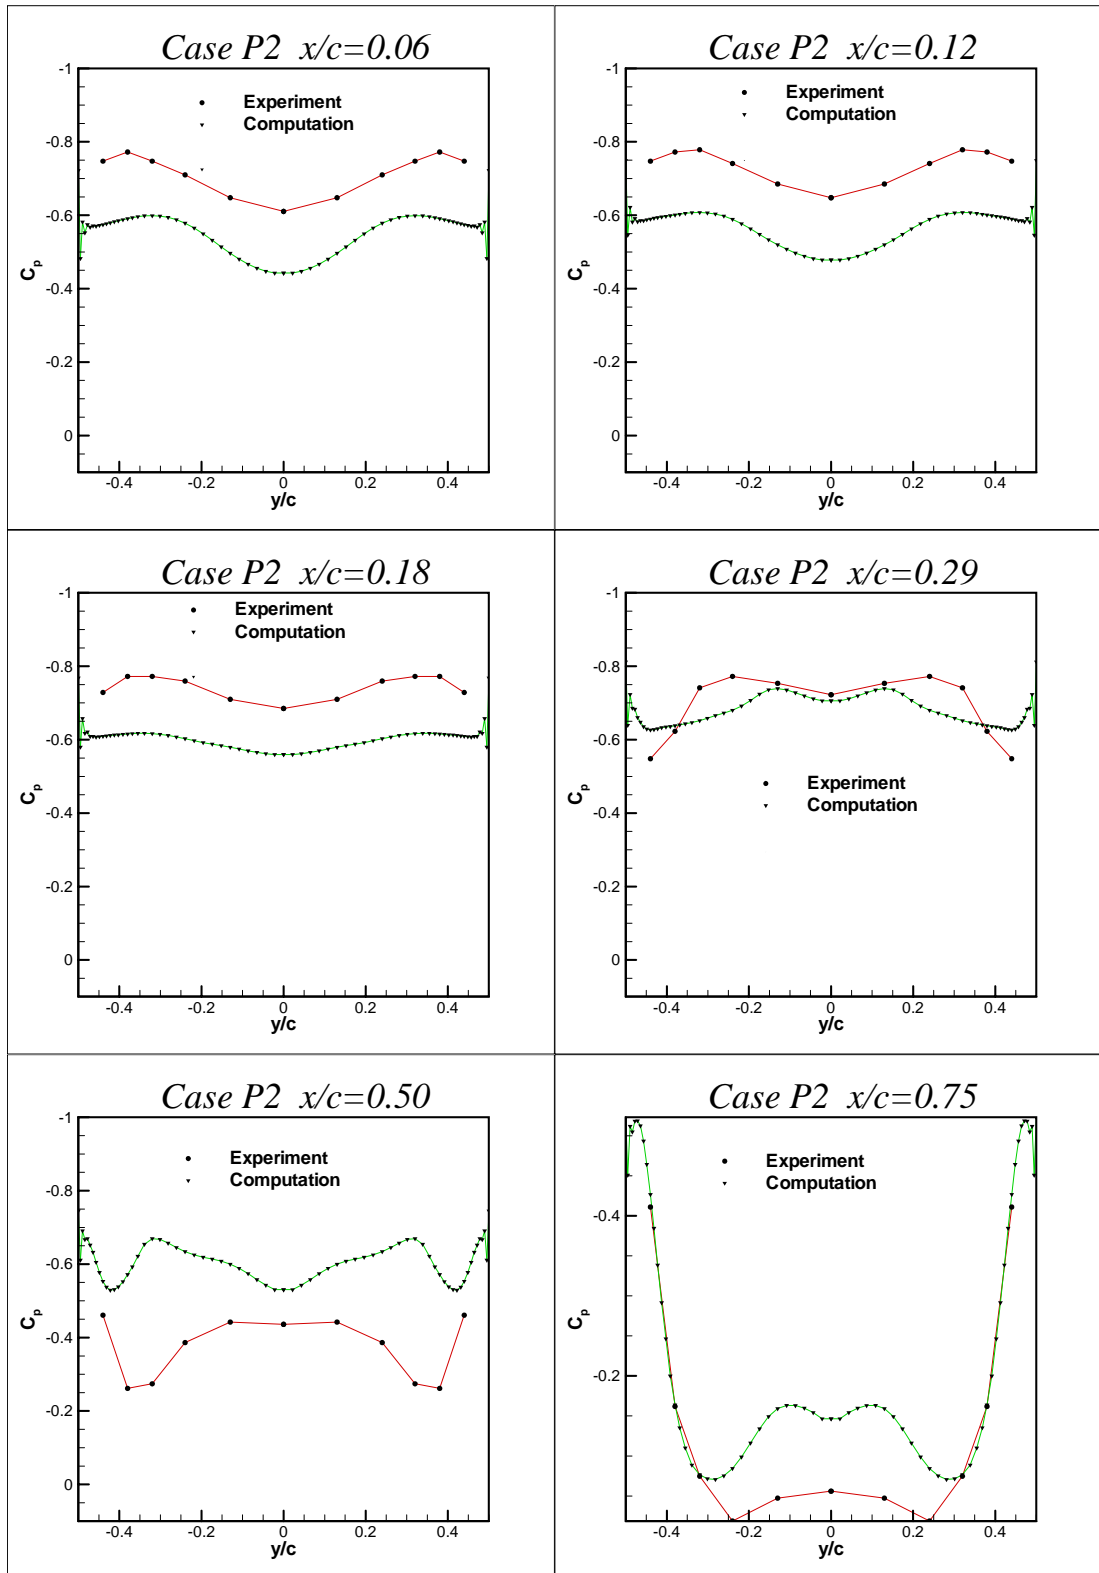 Case P2 x/c=0.06
-1
Experiment
Computation
-0.8
-0.6
-0.4
-0.2
0
Cp
-0.4 -0.2 0 0.2 0.4
y/c
Case P2 x/c=0.12
-1
Experiment
Computation
-0.8
-0.6
-0.4
-0.2
0
Cp
-0.4 -0.2 0 0.2 0.4
y/c
Case P2 x/c=0.18
-1
Experiment
Computation
-0.8
-0.6
-0.4
-0.2
0
Cp
-0.4 -0.2 0 0.2 0.4
y/c
Case P2 x/c=0.29
-1
-0.8
-0.6
Experiment
Computation
-0.4
-0.2
0
Cp
-0.4 -0.2 0 0.2 0.4
y/c
Case P2 x/c=0.50
-1
Experiment
Computation
-0.8
-0.6
-0.4
-0.2
0
Cp
-0.4 -0.2 0 0.2 0.4
y/c
Case P2 x/c=0.75
Experiment
Computation
-0.4
-0.2
Cp
-0.4 -0.2 0 0.2 0.4
y/c